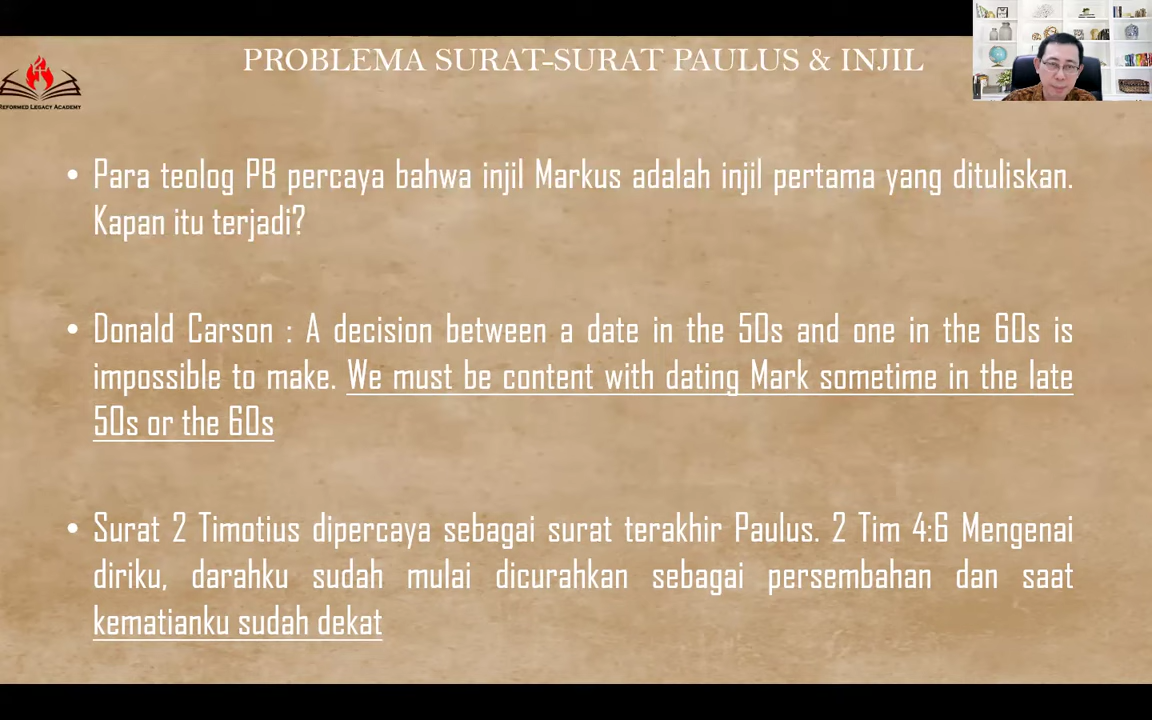 PROBLEMA SURAT-SURAT PAULUS & INJIL
REFORMED LEGACY ACADEMY
• Para teolog PB percaya bahwa injil Markus adalah injil pertama yang dituliskan.
Kapan itu terjadi?
• Donald Carson : A decision between a date in the 50s and one in the 60s is
impossible to make. We must be content with dating Mark sometime in the late
50s or the 60s
• Surat 2 Timotius dipercaya sebagai surat terakhir Paulus. 2 Tim 4:6 Mengenai
diriku, darahku sudah mulai dicurahkan sebagai persembahan dan saat
kematianku sudah dekat